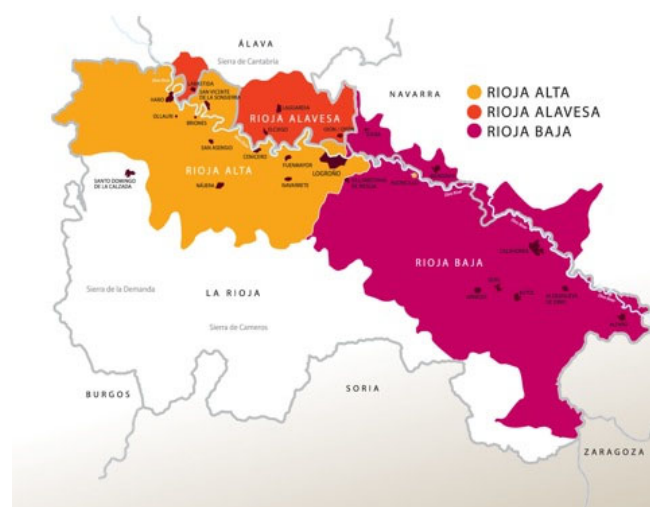 ÁLAVA
Sierra de Cantabria
NAVARRA
RIOJA ALTA
RIOJA ALAVESA
RIOJA BAJA
LABASTIDA
HARO
SAN VICENTE
DE LA SONSIERRA
OLLAURI
BRIONES
LAGUARDIA
RIOJA ALAVESA
ELCIEGO
SAN ASENSIO
CENICERO
RIOJA ALTA
FUENMAYOR
LOGROÑO
SANTO DOMINGO
DE LA CALZADA
NÁJERA
NAVARRETE
CALAHORRA
RIOJA BAJA
Sierra de la Demanda
LA RIOJA
Sierra de Cameros
BURGOS
SORIA
ZARAGOZA